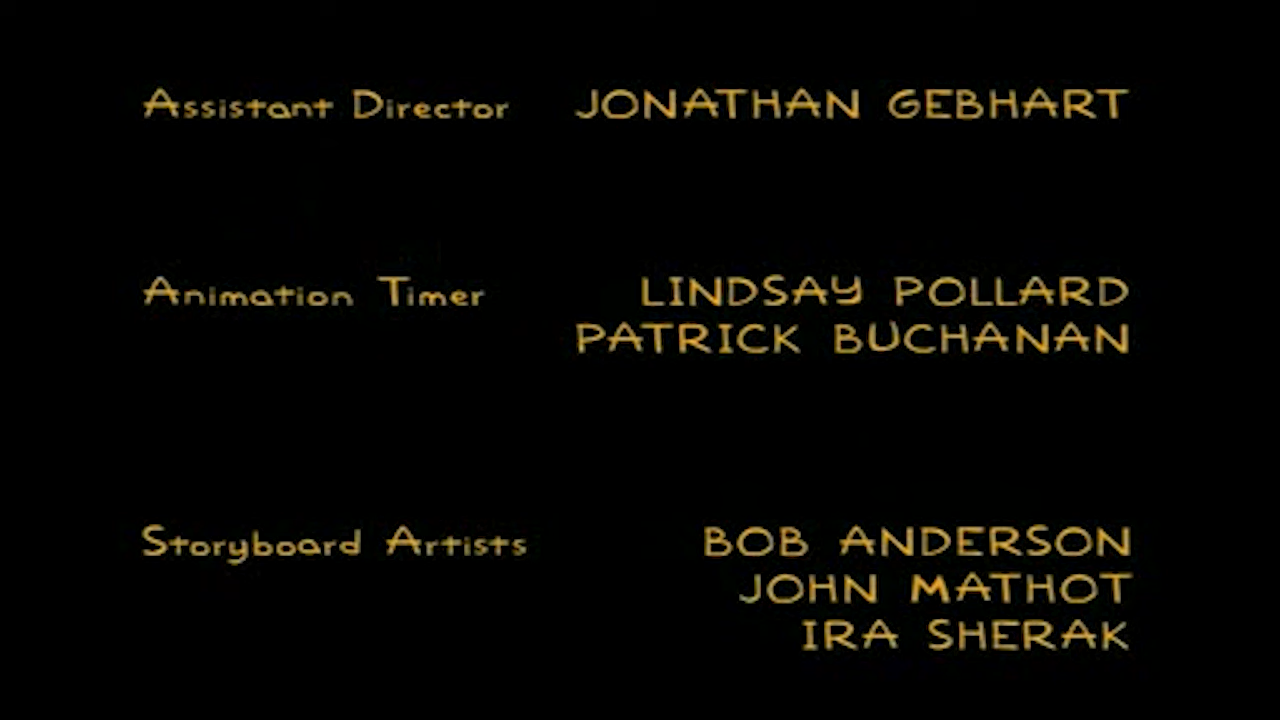 Assistant Director JONATHAN GEBHART
Animation Timer LINDSAY POLLARD
PATRICK BUCHANAN
Storyboard Artists BOB ANDERSON
JOHN MATHOT
IRA SHERAK